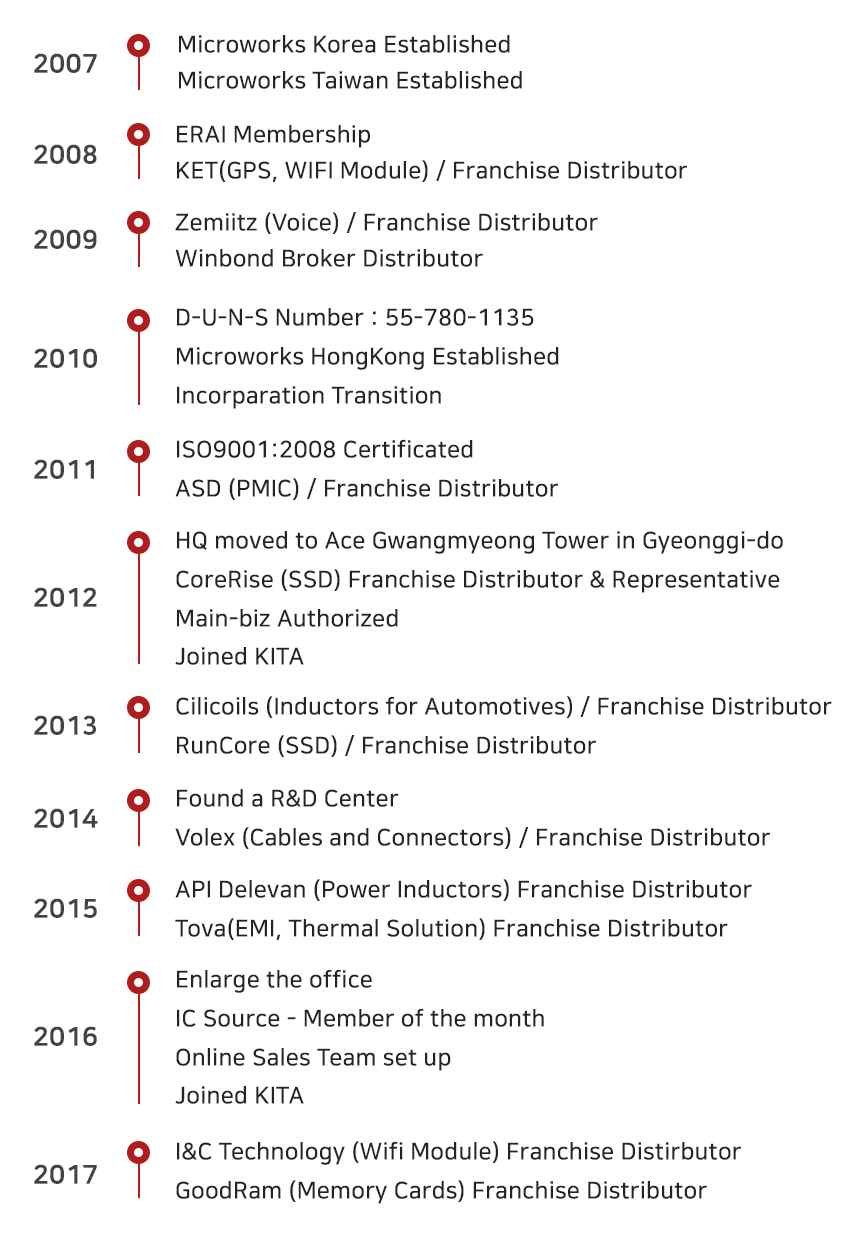 2007
Microworks Korea Established
Microworks Taiwan Established
2008
ERAI Membership
KET(GPS, WIFI Module) / Franchise Distributor
2009
Zemiitz (Voice) / Franchise Distributor
Winbond Broker Distributor
2010
D-U-N-S Number : 55-780-1135
Microworks HongKong Established
Incorparation Transition
2011
ISO9001:2008 Certificated
ASD (PMIC) / Franchise Distributor
2012
HQ moved to Ace Gwangmyeong Tower in Gyeonggi-do
CoreRise (SSD) Franchise Distributor & Representative
Main-biz Authorized
Joined KITA
2013
Cilicoils (Inductors for Automotives) / Franchise Distributor
RunCore (SSD) / Franchise Distributor
2014
Found a R&D Center
Volex (Cables and Connectors) / Franchise Distributor
2015
API Delevan (Power Inductors) Franchise Distributor
Tova(EMI, Thermal Solution) Franchise Distributor
2016
Enlarge the office
IC Source - Member of the month
Online Sales Team set up
Joined KITA
2017
I&C Technology (Wifi Module) Franchise Distirbutor
GoodRam (Memory Cards) Franchise Distributor